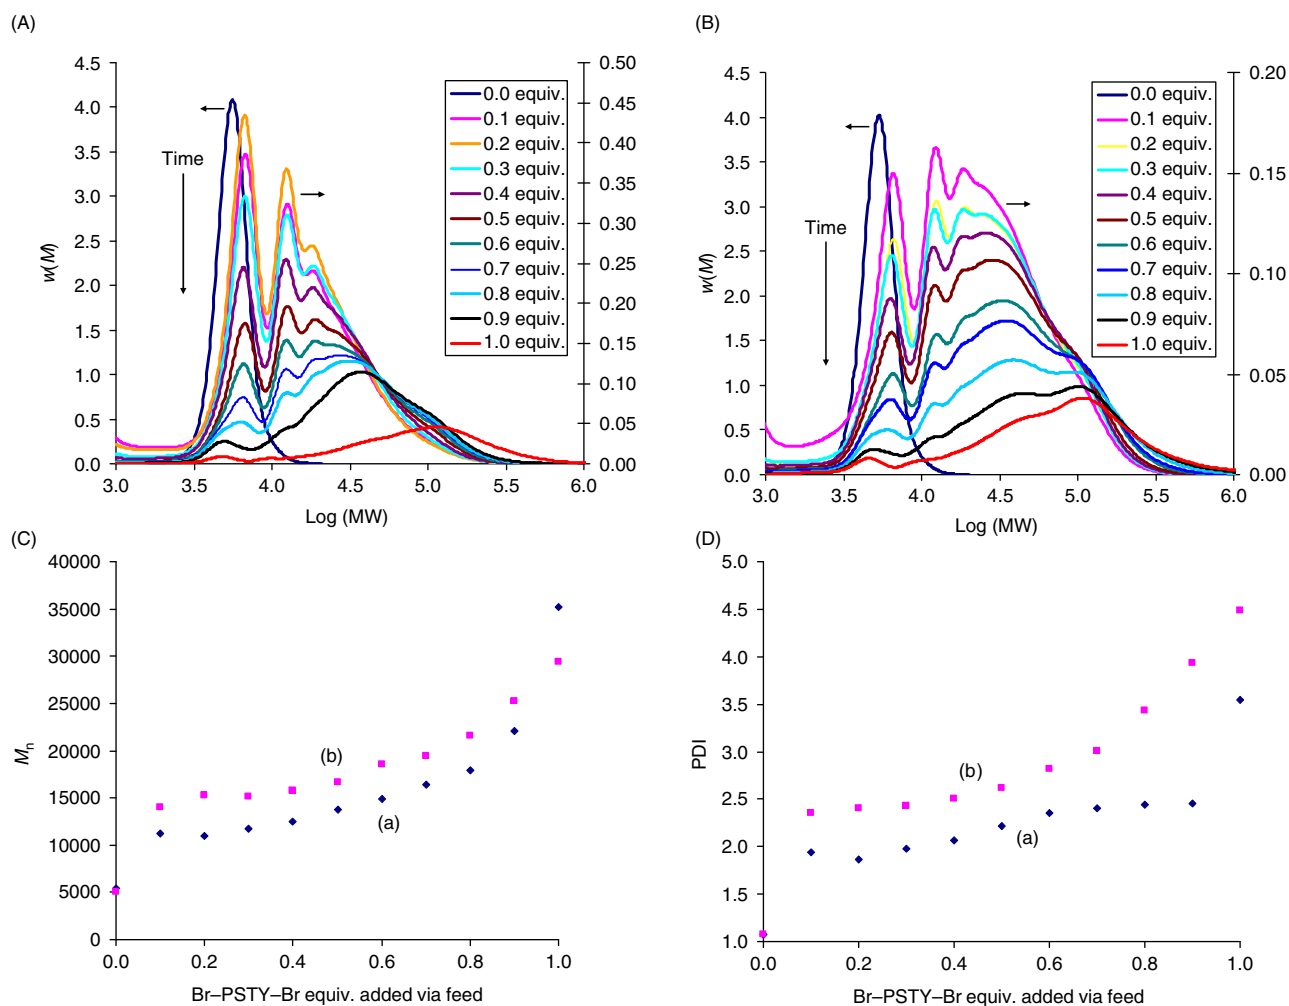 (A)
4.5
4.0
3.5
3.0
2.5
2.0
1.5
1.0
0.5
0.0
w(M)
0.50
0.45
0.40
0.35
0.30
0.25
0.20
0.15
0.10
0.05
0.00
Time
0.0 equiv.
0.1 equiv.
0.2 equiv.
0.3 equiv.
0.4 equiv.
0.5 equiv.
0.6 equiv.
0.7 equiv.
0.8 equiv.
0.9 equiv.
1.0 equiv.
3.0 3.5 4.0 4.5 5.0 5.5 6.0
Log (MW)
(B)
4.5
4.0
3.5
3.0
2.5
2.0
1.5
1.0
0.5
0.0
w(M)
0.20
0.15
0.10
0.05
0.00
Time
0.0 equiv.
0.1 equiv.
0.2 equiv.
0.3 equiv.
0.4 equiv.
0.5 equiv.
0.6 equiv.
0.7 equiv.
0.8 equiv.
0.9 equiv.
1.0 equiv.
3.0 3.5 4.0 4.5 5.0 5.5 6.0
Log (MW)
(C)
40000
35000
30000
25000
20000
15000
10000
5000
0
Mn
(b)
(a)
0.0 0.2 0.4 0.6 0.8 1.0
Br–PSTY–Br equiv. added via feed
(D)
5.0
4.5
4.0
3.5
3.0
2.5
2.0
1.5
1.0
PDI
(b)
(a)
0.0 0.2 0.4 0.6 0.8 1.0
Br–PSTY–Br equiv. added via feed